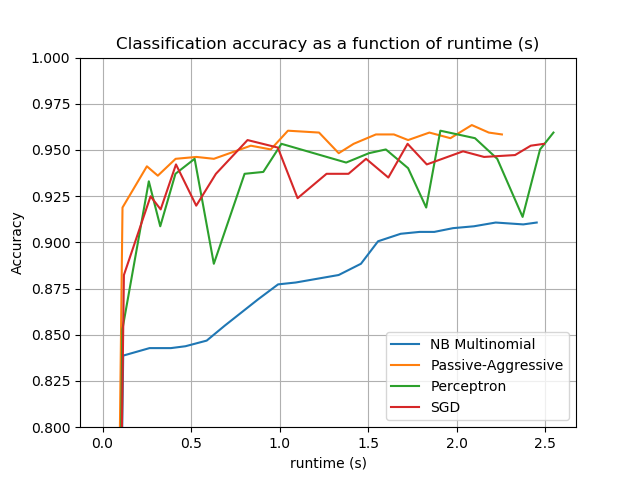 Classification accuracy as a function of runtime (s)
1.000
0.975
0.950
0.925
0.900
0.875
0.850
0.825
0.800
Accuracy
NB Multinomial
Passive-Aggressive
Perceptron
SGD
0.0 0.5 1.0 1.5 2.0 2.5
runtime (s)